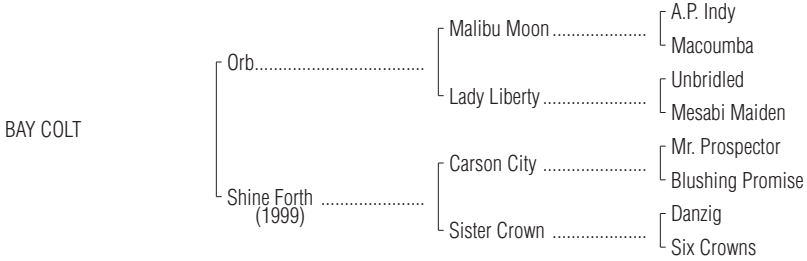 A.P. Indy
Malibu Moon ....................
Macoumba
Orb....................................
Unbridled
Lady Liberty ......................
Mesabi Maiden
BAY COLT
Mr. Prospector
Carson City ......................
Blushing Promise
Shine Forth ......................
(1999)
Danzig
Sister Crown ....................
Six Crowns